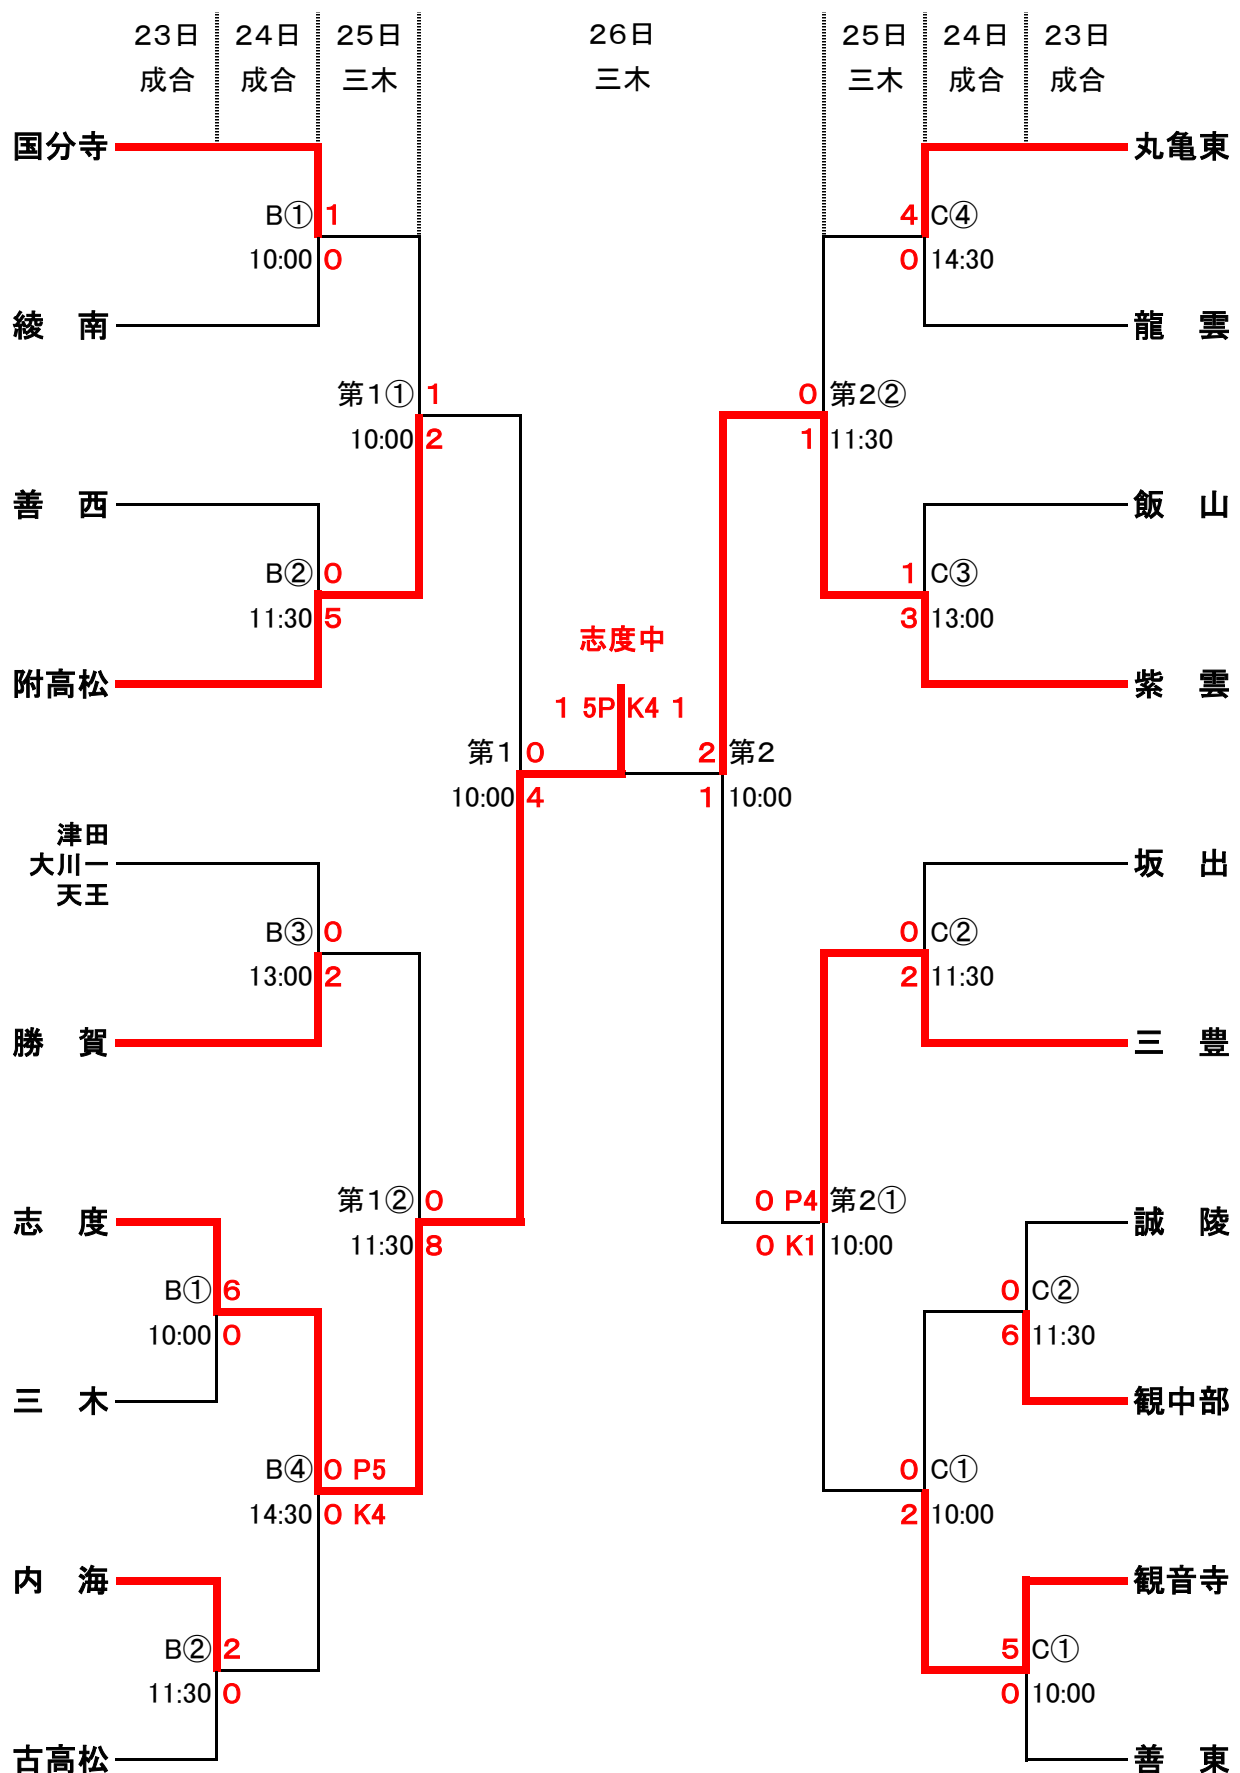 23日 24日 25日 26日 25日 24日 23日
成合 成合 三木 三木 三木 成合 成合
国分寺 丸亀東
B① 1 4 C④
10:00 0 0 14:30
綾　南 龍　雲
第1① 1 0 第2②
10:00 2 1 11:30
善　西 飯　山
B② 0 1 C③
11:30 5 3 13:00
志度中
附高松 紫　雲
1 5P K4 1
第1 0 2 第2
10:00 4 1 10:00
津田
大川一 坂　出
天王
B③ 0 0 C②
13:00 2 2 11:30
勝　賀 三　豊
第1② 0 0 P4 第2①
志　度 誠　陵
11:30 8 0 K1 10:00
B① 6 0 C②
10:00 0 6 11:30
三　木 観中部
B④ 0 P5 0 C①
14:30 0 K4 2 10:00
内　海 観音寺
B② 2 5 C①
11:30 0 0 10:00
古高松 善　東